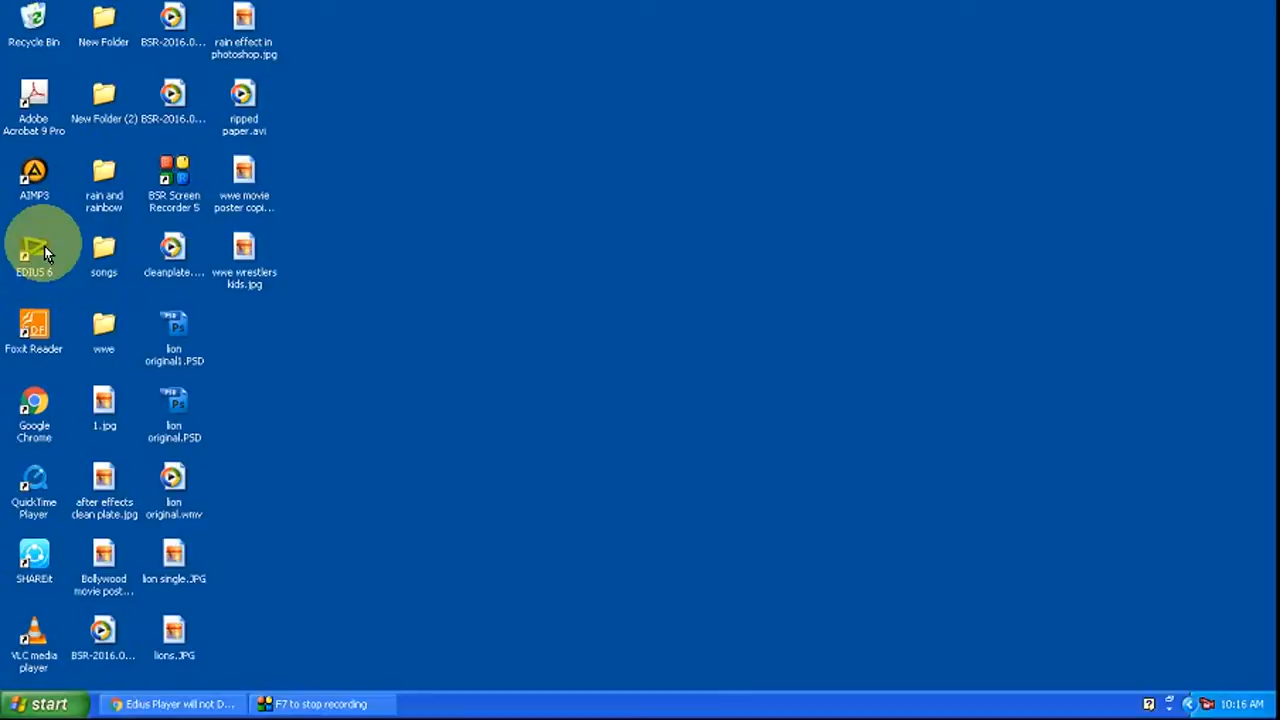 Recycle Bin
New Folder
BSR-2016.0...
rain effect in
photoshop.jpg
Adobe
Acrobat 9 Pro
New Folder (2)
BSR-2016.0...
ripped
paper.avi
AIMP3
rain and
rainbow
BSR Screen
Recorder 5
wwe movie
poster copi...
EDIUS 6
songs
cleanplate....
wwe wrestlers
kids.jpg
Foxit Reader
wwe
lion
original1.PSD
Google
Chrome
1.jpg
lion
original.PSD
QuickTime
Player
after effects
clean plate.jpg
lion
original.wmv
SHAREit
Bollywood
movie post...
lion single.JPG
VLC media
player
BSR-2016.0...
lions.JPG
start
Edius Player will not D...
F7 to stop recording
10:16 AM